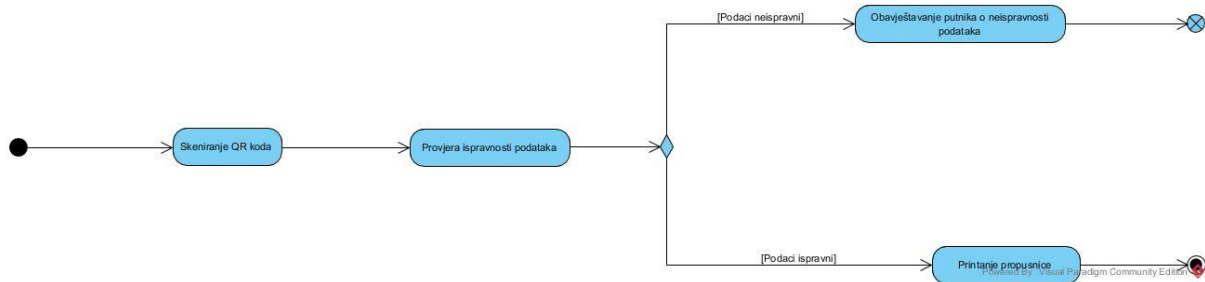 [Podaci neispravni]
Obavještavanje putnika o neispravnosti
podataka
Skeniranje QR koda
Provjera ispravnosti podataka
[Podaci ispravni]
Printanje propusnice
Powered By Visual Paradigm Community Edition